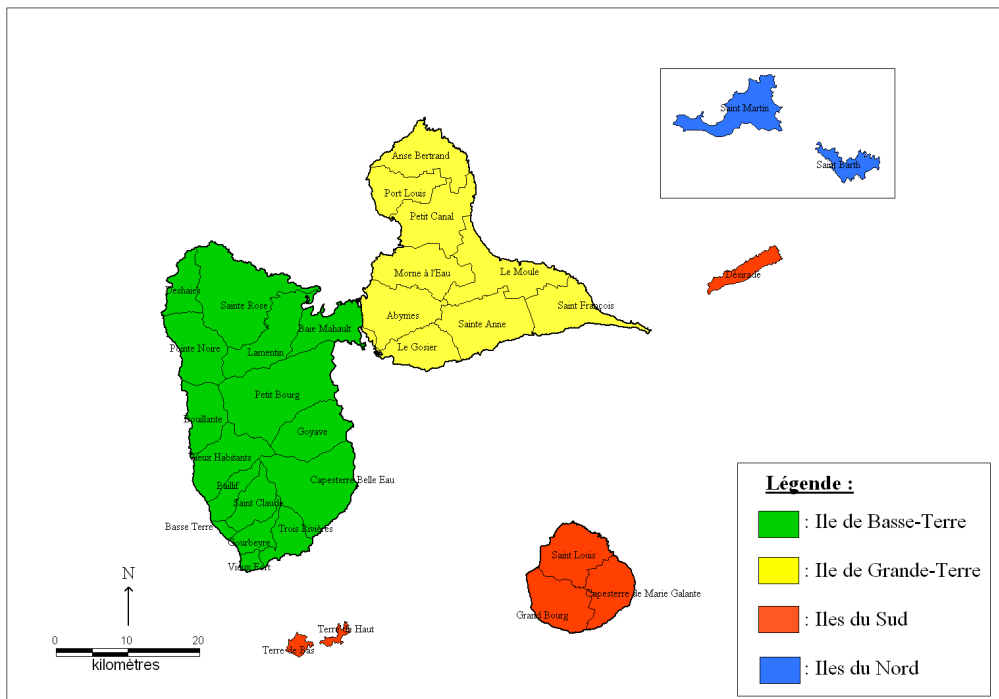 Saint Martin
Saint Barth
Anse Bertrand
Port Louis
Petit Canal
Désirade
Morne à l'Eau
Le Moule
Deshaies
Sainte Rose
Saint François
Abymes
Sainte Anne
Baie Mahault
Pointe Noire
Lamentin
Le Gosier
Petit Bourg
Bouillante
Goyave
Vieux Habitants
Capesterre Belle Eau
Baillif
Saint Claude
Basse Terre
Trois Rivières
Gourbeyre
Vieux Fort
Saint Louis
Capesterre de Marie Galante
Grand Bourg
Terre de Haut
Terre de Bas
N
0 10 20
kilomètres
Légende :
: Ile de Basse-Terre
: Ile de Grande-Terre
: Iles du Sud
: Iles du Nord